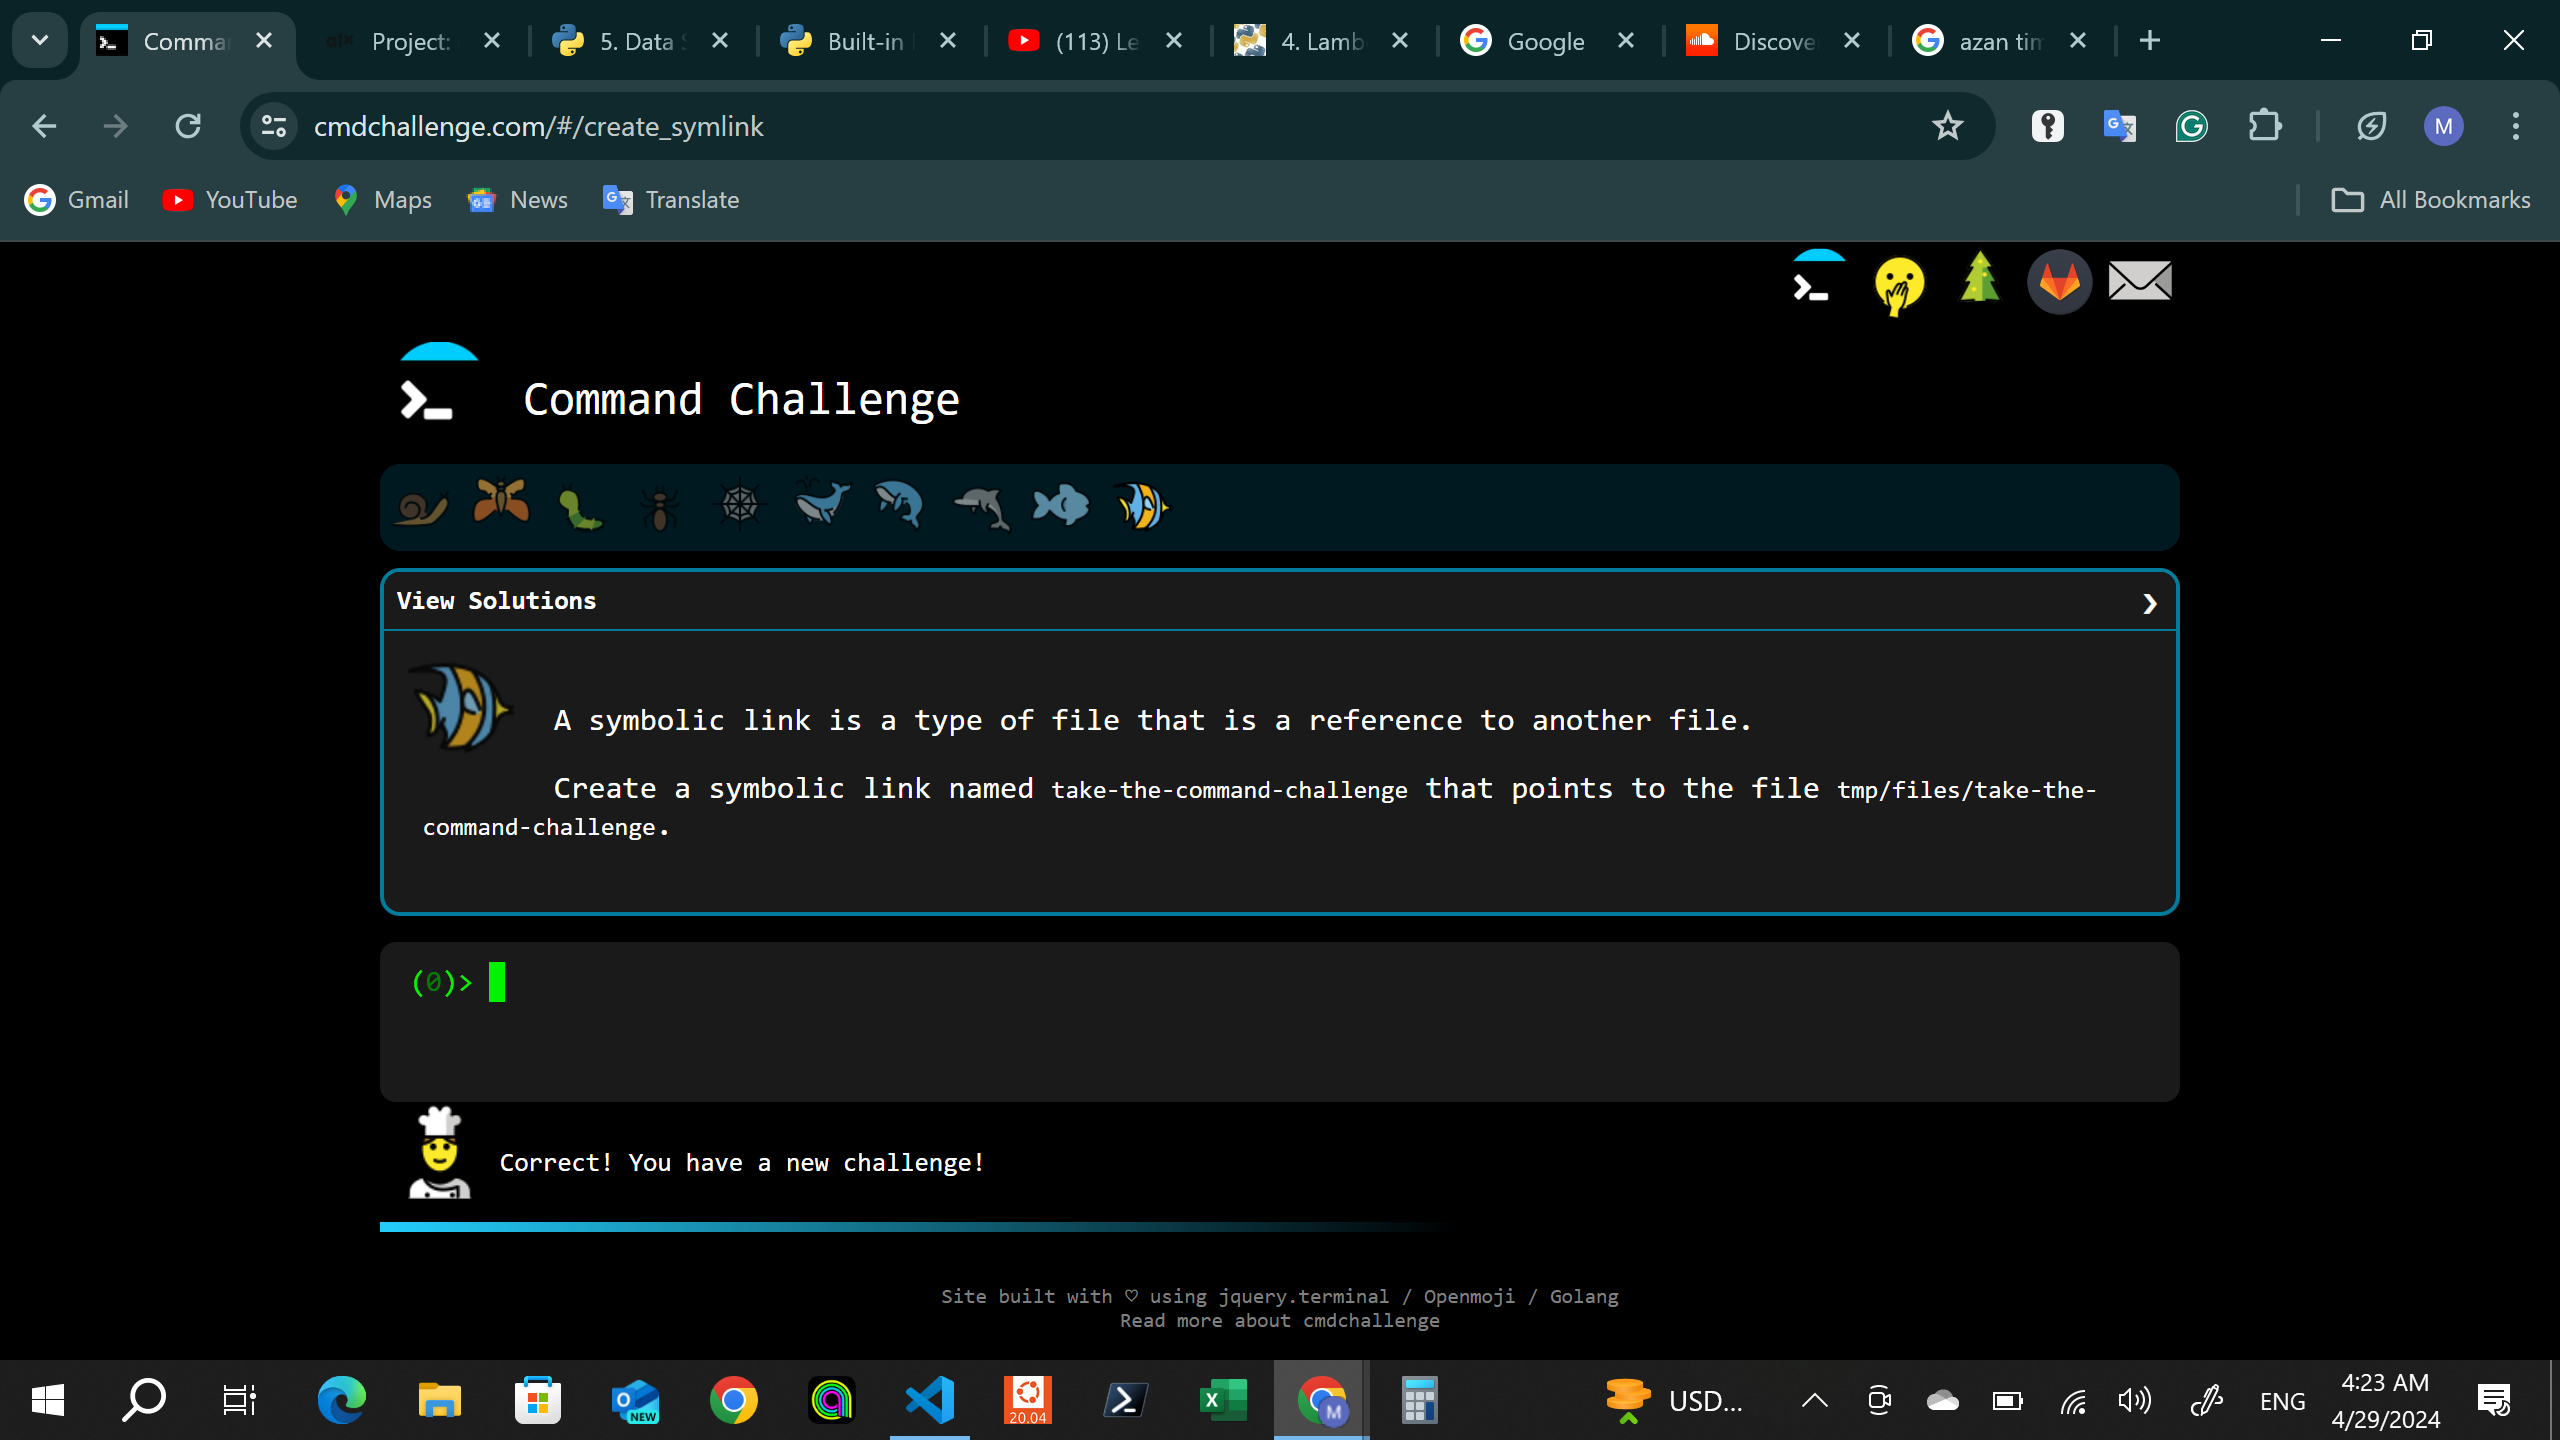 Comma
Project:
5. Data S
Built-in
(113) Le
4. Lamb
Google
Discove
azan tim
cmdchallenge.com/#/create_symlink
M
Gmail
YouTube
Maps
News
Translate
All Bookmarks
Command Challenge
View Solutions
A symbolic link is a type of file that is a reference to another file.
Create a symbolic link named take-the-command-challenge that points to the file tmp/files/take-the-
command-challenge.
(0)>
Correct! You have a new challenge!
Site built with ♡ using jquery.terminal / Openmoji / Golang
Read more about cmdchallenge
NEW
20.04
M
USD...
ENG
4:23 AM
4/29/2024